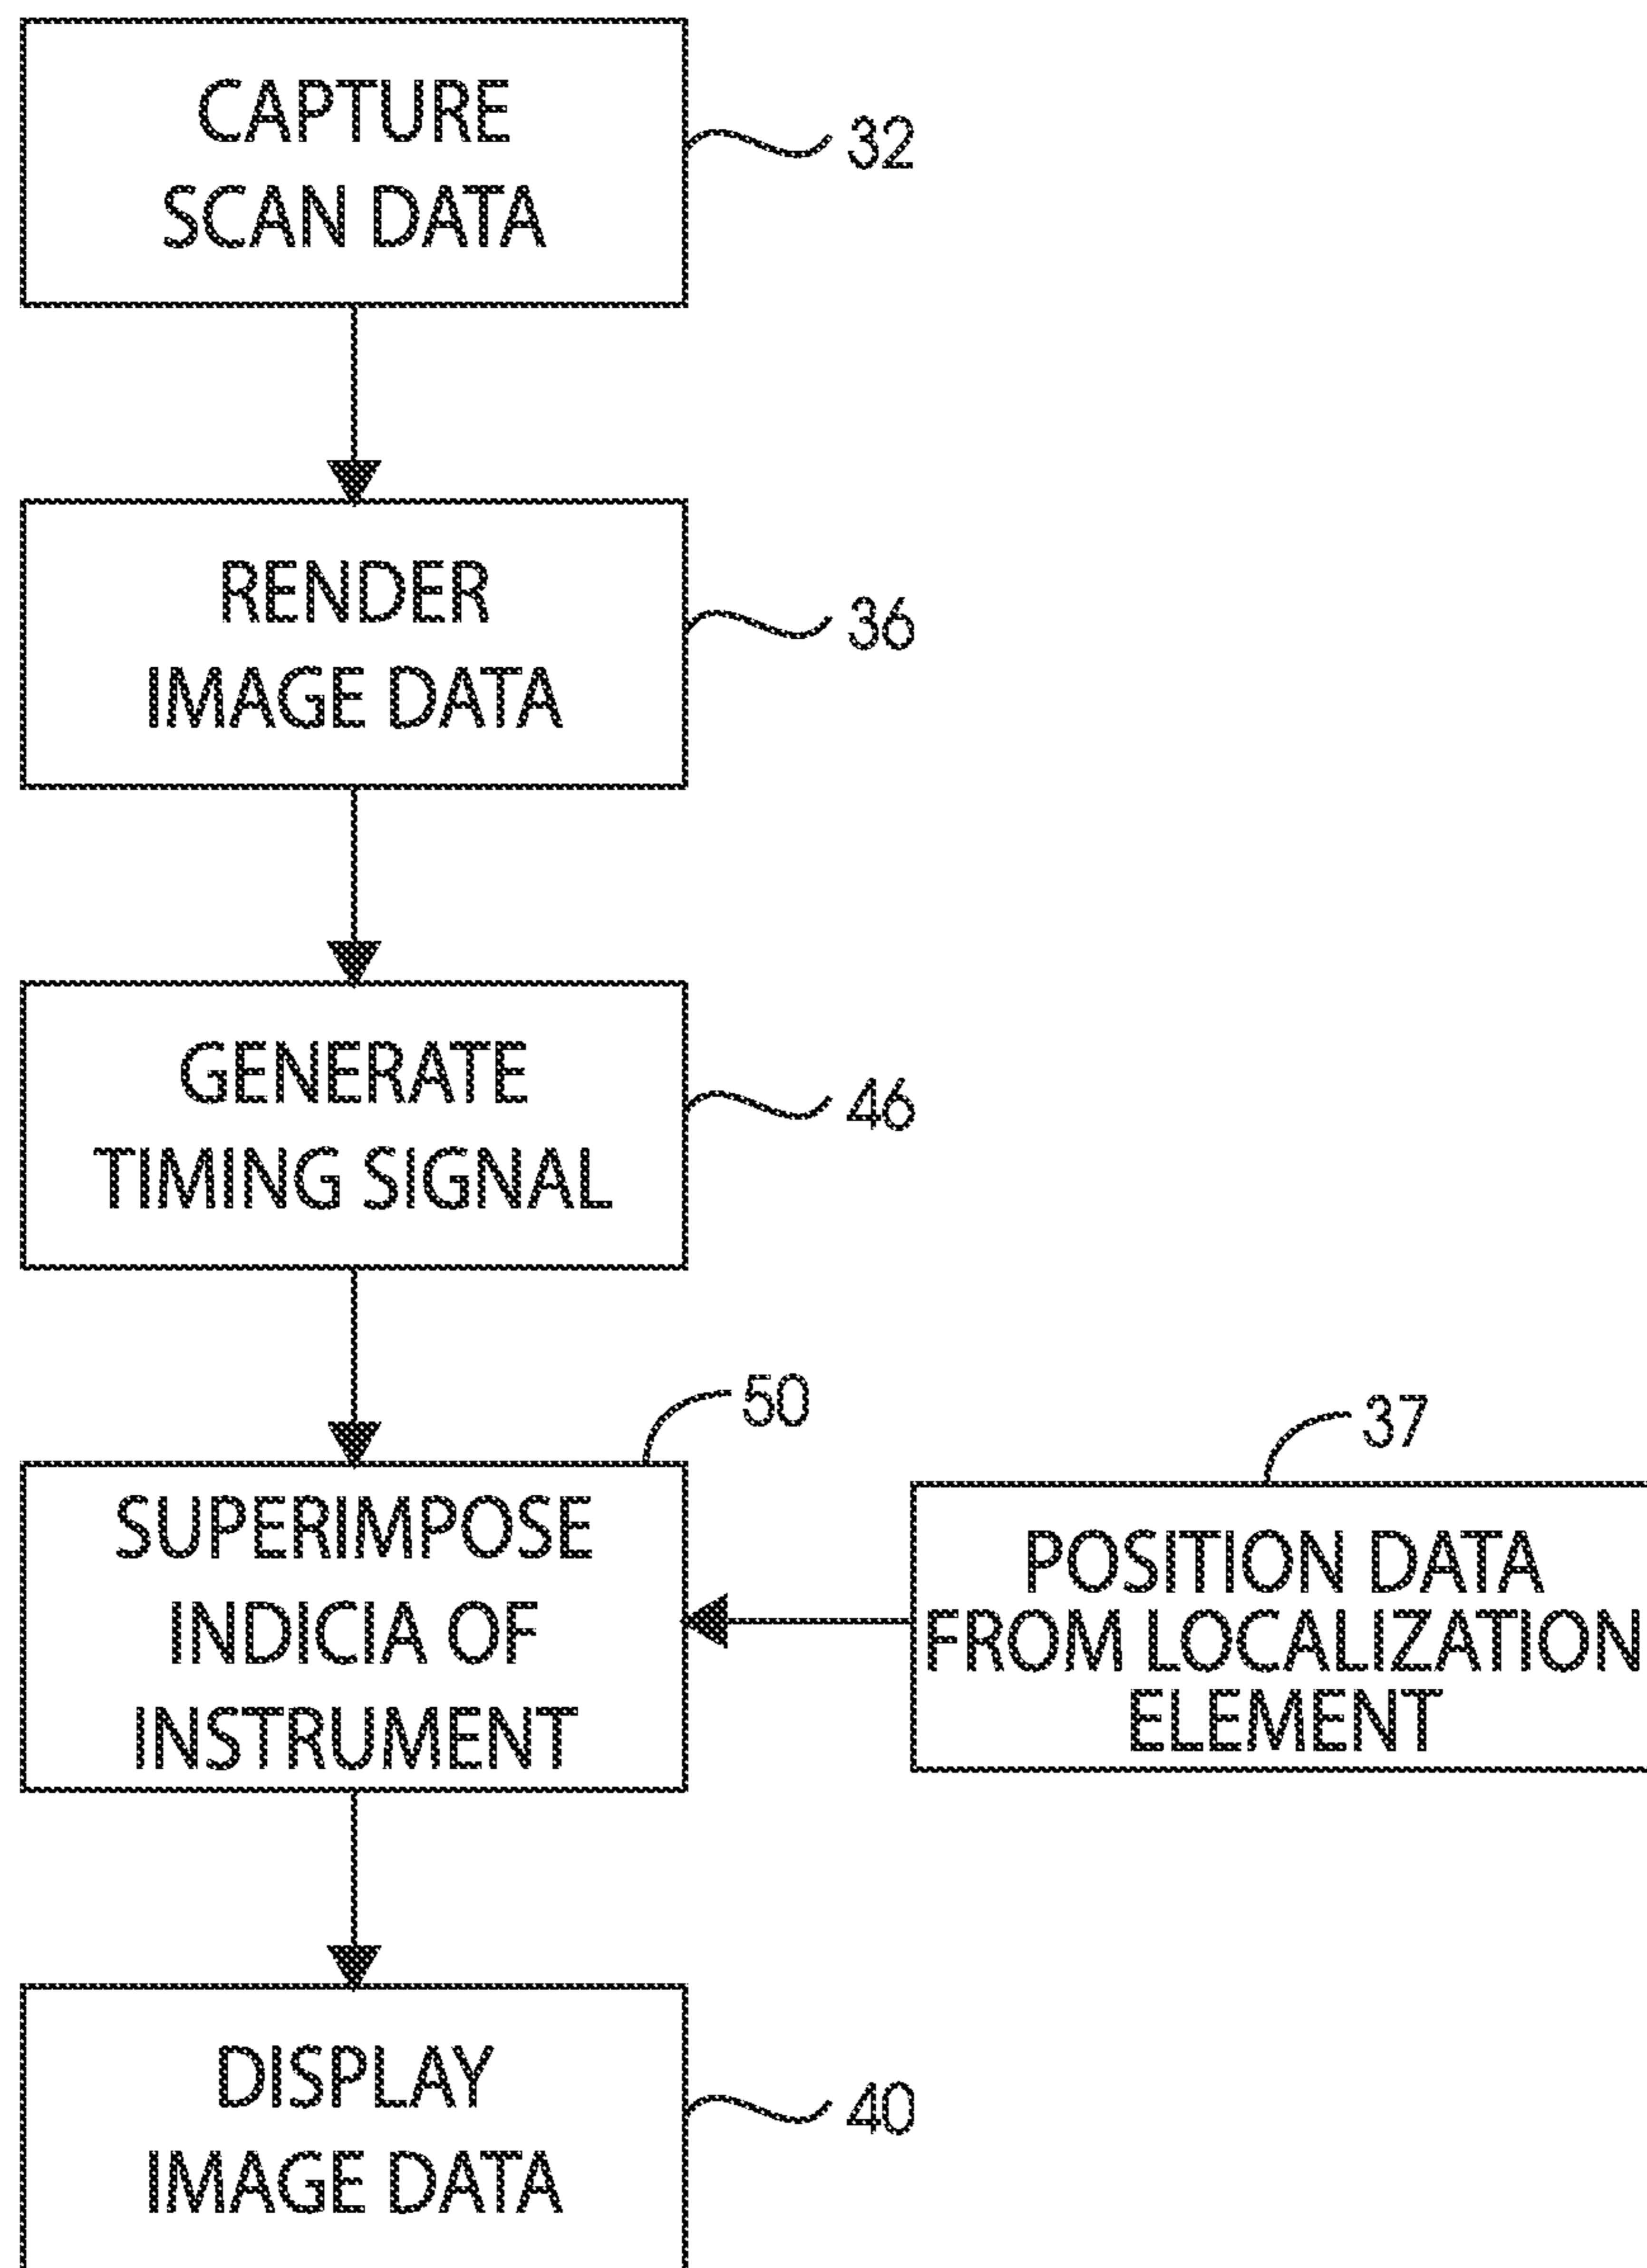 CAPTURE
SCAN DATA
32
RENDER
IMAGE DATA
36
GENERATE
TIMING SIGNAL
46
50
SUPERIMPOSE
INDICIA OF
INSTRUMENT
37
POSITION DATA
FROM LOCALIZATION
ELEMENT
DISPLAY
IMAGE DATA
40